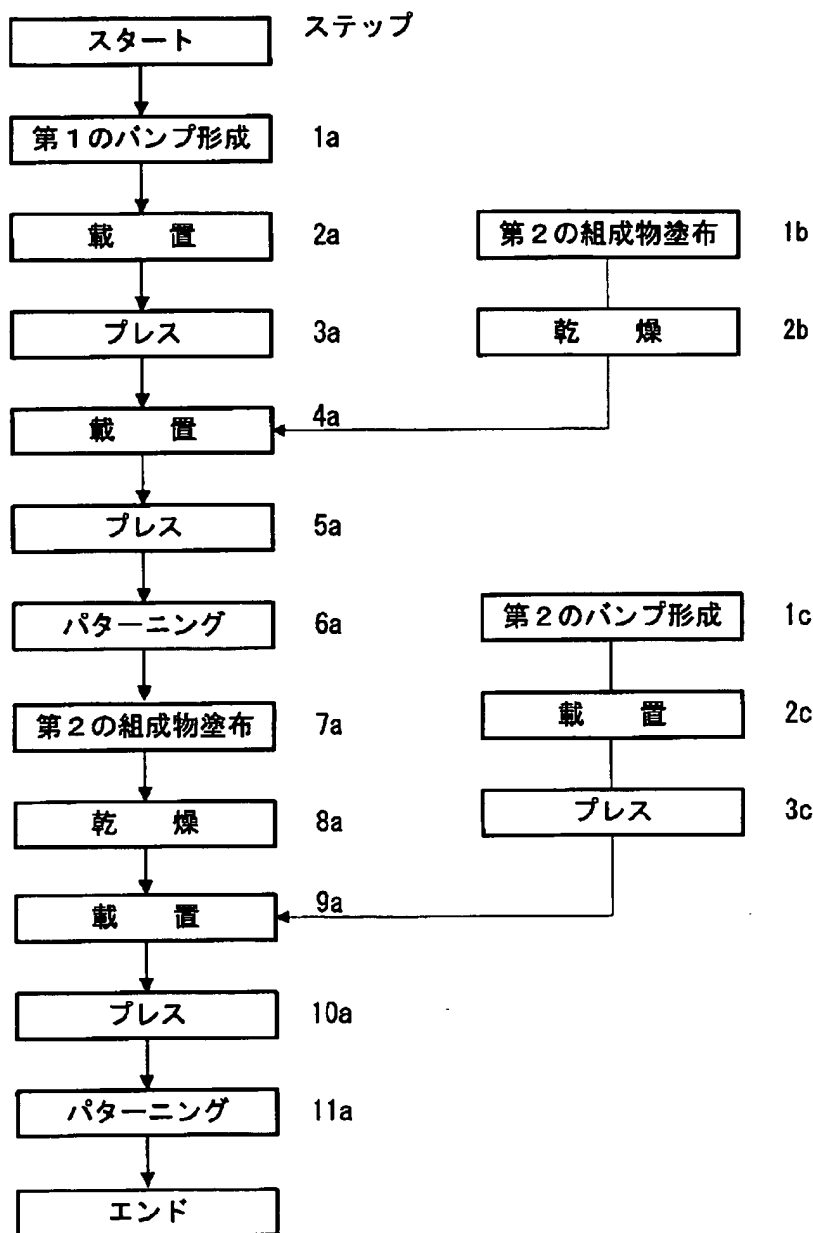 スタート
ステップ
第1のバンプ形成 1a
載 置 2a
第2の組成物塗布 1b
プレス 3a
乾 燥 2b
載 置 4a
プレス 5a
パターニング 6a
第2のバンプ形成 1c
第2の組成物塗布 7a
載 置 2c
乾 燥 8a
プレス 3c
載 置 9a
プレス 10a
パターニング 11a
エンド